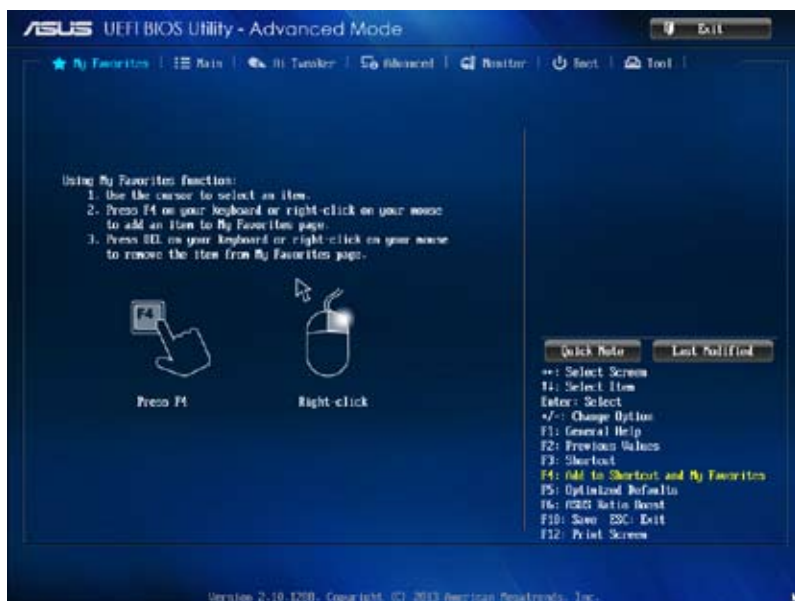 ASUS UEFI BIOS Utility - Advanced Mode
Exit
My Favorites Main Ai Tweaker Advanced Monitor Boot Tool
Using My Favorites function:
1. Use the cursor to select an item.
2. Press F4 on your keyboard or right-click on your mouse
to add an item to My Favorites page.
3. Press DEL on your keyboard or right-click on your mouse
to remove the item from My Favorites page.
F4
Press F4
Right-click
Quick Note
Last Modified
→←: Select Screen
↑↓: Select Item
Enter: Select
+/-: Change Option
F1: General Help
F2: Previous Values
F3: Shortcut
F4: Add to Shortcut and My Favorites
F5: Optimized Defaults
F6: ASUS Ratio Boost
F10: Save ESC: Exit
F12: Print Screen
Version 2.10.1208. Copyright (C) 2013 American Megatrends, Inc.